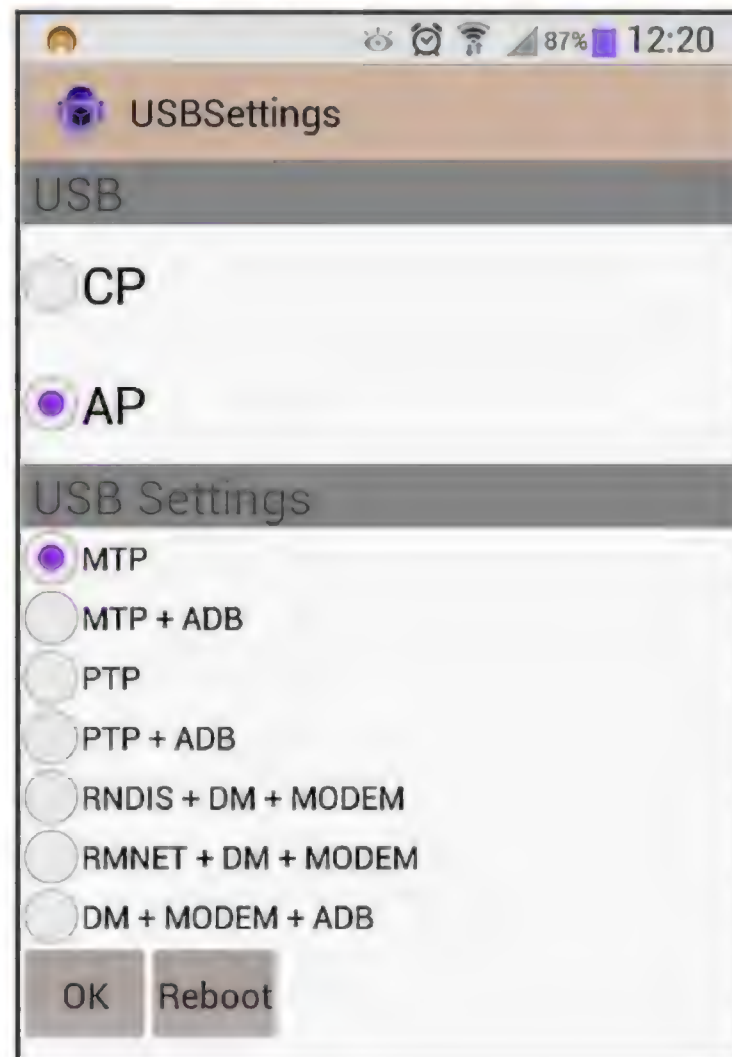 87% 12:20
USBSettings
USB
CP
AP
USB Settings
MTP
MTP + ADB
PTP
PTP + ADB
RNDIS + DM + MODEM
RMNET + DM + MODEM
DM + MODEM + ADB
OK Reboot